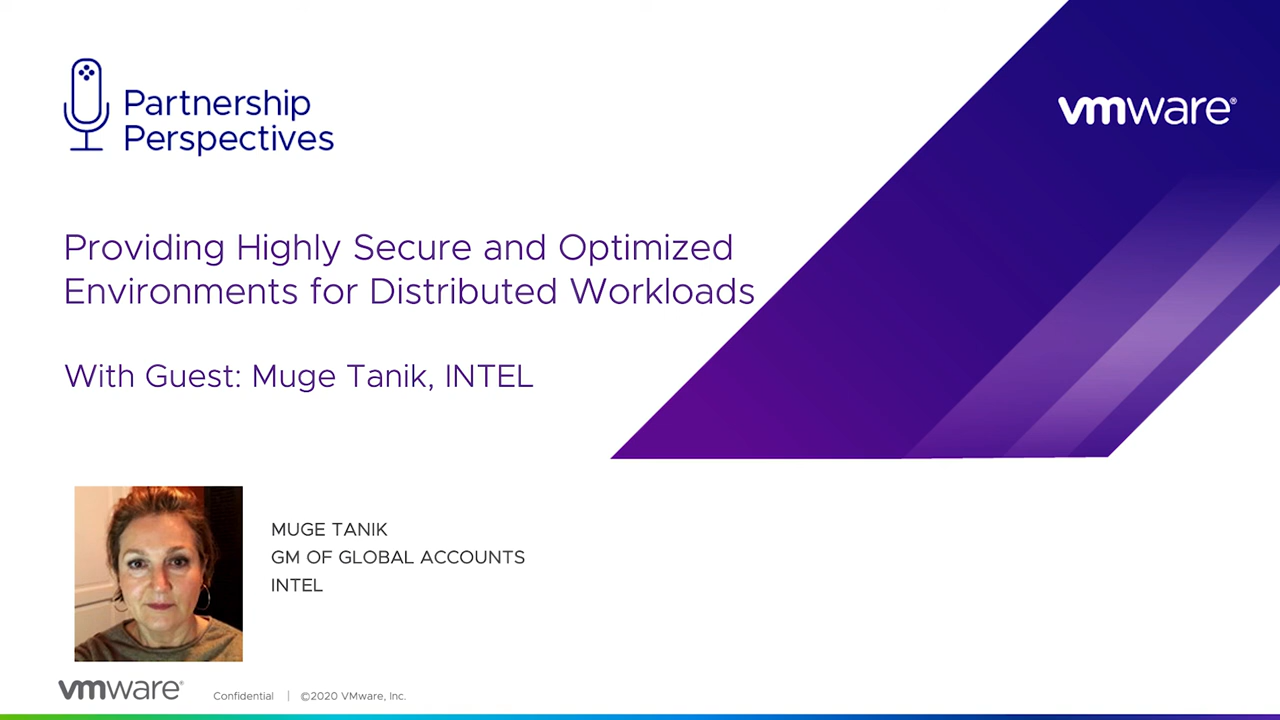 Partnership
Perspectives
vmware®
Providing Highly Secure and Optimized
Environments for Distributed Workloads
With Guest: Muge Tanik, INTEL
MUGE TANIK
GM OF GLOBAL ACCOUNTS
INTEL
vmware® Confidential | ©2020 VMware, Inc.